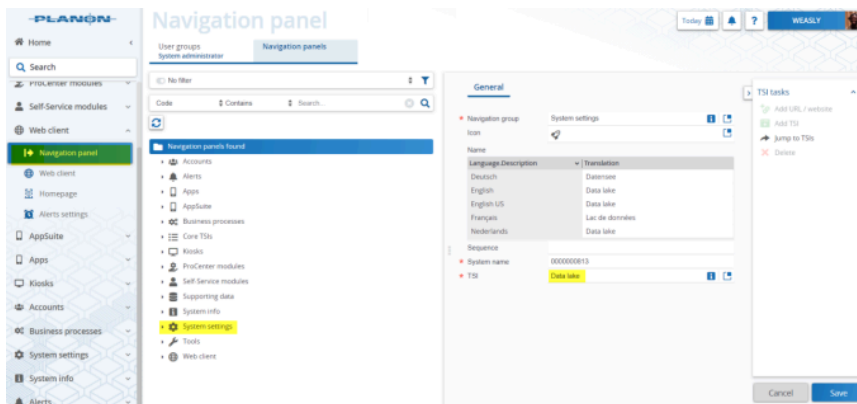 PLANON
Navigation panel
Today
?
WEASLY
Home
User groups
System administrator
Navigation panels
Search
ProCenter modules
Self-Service modules
Web client
Navigation panel
Web client
Homepage
Alerts settings
AppSuite
Apps
Kiosks
Accounts
Business processes
System settings
System info
Alerts
No filter
Code
Contains
Search...
Navigation panels found
Accounts
Alerts
Apps
AppSuite
Business processes
Core TSIs
Kiosks
ProCenter modules
Self-Service modules
Supporting data
System info
System settings
Tools
Web client
General
* Navigation group System settings
Icon
Name
Language.Description Translation
Deutsch Datensee
English Data lake
English US Data lake
Français Lac de données
Nederlands Data lake
Sequence
* System name 0000000813
* TSI Data lake
TSI tasks
Add URL / website
Add TSI
Jump to TSIs
Delete
Cancel
Save